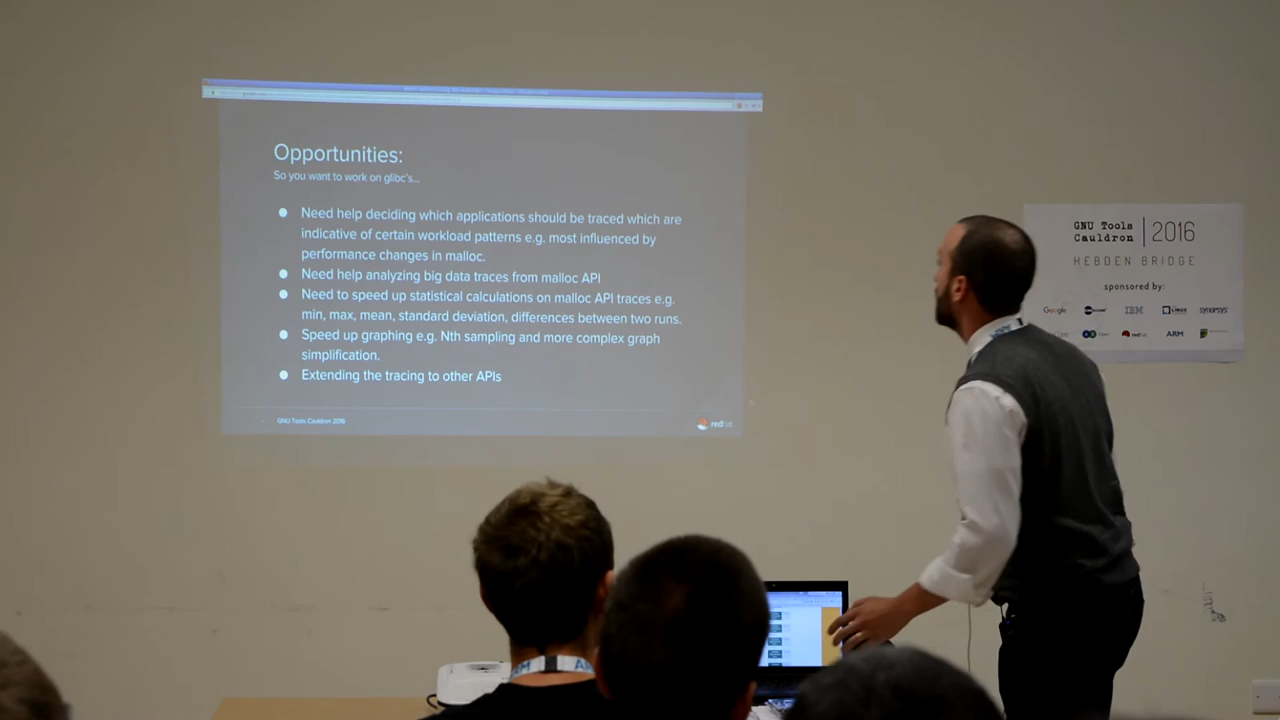 Opportunities:
So you want to work on glibc's...
● Need help deciding which applications should be traced which are
indicative of certain workload patterns e.g. most influenced by
performance changes in malloc.
● Need help analyzing big data traces from malloc API
● Need to speed up statistical calculations on malloc API traces e.g.
min, max, mean, standard deviation, differences between two runs.
● Speed up graphing e.g. Nth sampling and more complex graph
simplification.
● Extending the tracing to other APIs
GNU Tools Cauldron 2016
redhat
GNU Tools
Cauldron
2016
HEBDEN BRIDGE
sponsored by:
Google
IBM
Linux
SYNOPSYS
redhat
ARM